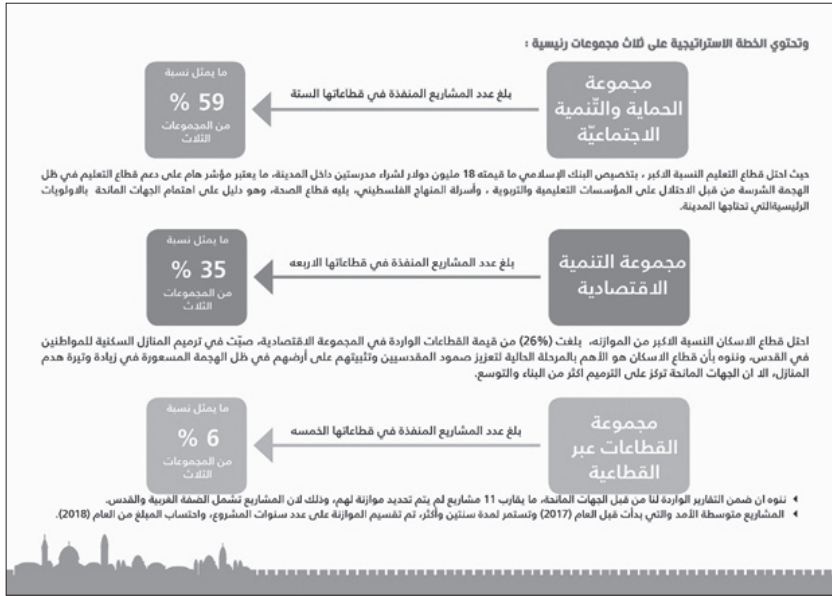 وتحتوي الخطة الاستراتيجية على ثلاث مجموعات رئيسية :
مجموعة
الحماية والتّنمية
الاجتماعيّة
بلغ عدد المشاريع المنفذة في قطاعاتها الستة
ما يمثل نسبة
59 %
من المجموعات
الثلاث
حيث احتل قطاع التعليم النسبة الاكبر ، بتخصيص البنك الإسلامي ما قيمته 18 مليون دولار لشراء مدرستين داخل المدينة، ما يعتبر مؤشر هام على دعم قطاع التعليم في ظل
الهجمة الشرسة من قبل الاحتلال على المؤسسات التعليمية والتربوية ، وأسرلة المنهاج الفلسطيني، يليه قطاع الصحة، وهو دليل على اهتمام الجهات المانحة بالاولويات
الرئيسيةالتي تحتاجها المدينة.
مجموعة التنمية
الاقتصادية
بلغ عدد المشاريع المنفذة في قطاعاتها الاربعه
ما يمثل نسبة
35 %
من المجموعات
الثلاث
احتل قطاع الاسكان النسبة الاكبر من الموازنه، بلغت (26%) من قيمة القطاعات الواردة في المجموعة الاقتصادية، صبّت في ترميم المنازل السكنية للمواطنين
في القدس، وننوه بأن قطاع الاسكان هو الأهم بالمرحلة الحالية لتعزيز صمود المقدسيين وتثبيتهم على أرضهم في ظل الهجمة المسعورة في زيادة وتيرة هدم
المنازل، الا ان الجهات المانحة تركز على الترميم اكثر من البناء والتوسع.
مجموعة
القطاعات عبر
القطاعية
بلغ عدد المشاريع المنفذة في قطاعاتها الخمسه
ما يمثل نسبة
6 %
من المجموعات
الثلاث
ننوه ان ضمن التقارير الواردة لنا من قبل الجهات المانحة، ما يقارب 11 مشاريع لم يتم تحديد موازنة لهم، وذلك لان المشاريع تشمل الضفة الغربية والقدس.
المشاريع متوسطة الأمد والتي بدأت قبل العام (2017) وتستمر لمدة سنتين وأكثر، تم تقسيم الموازنة على عدد سنوات المشروع، واحتساب المبلغ من العام (2018).